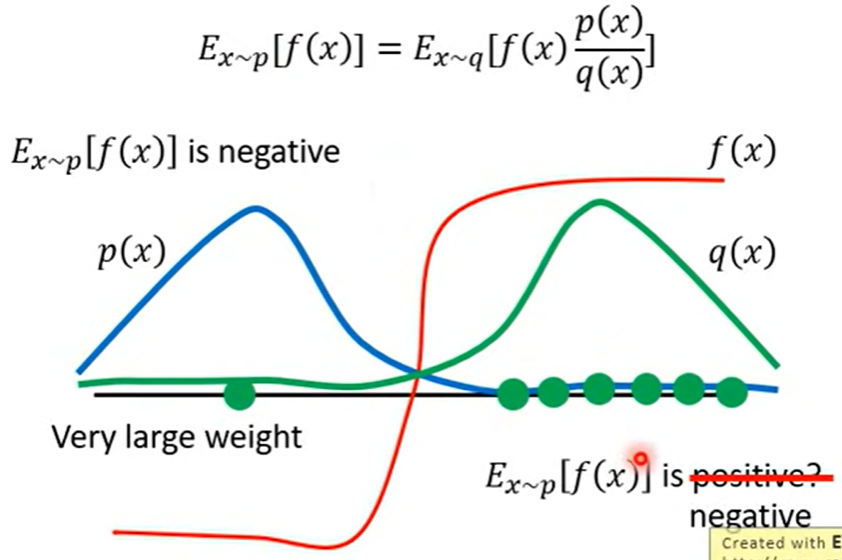 E_{x~p}[f(x)] = E_{x~q}[f(x) p(x)/q(x)]
E_{x~p}[f(x)] is negative
f(x)
p(x)
q(x)
Very large weight
E_{x~p}[f(x)] is positive?
negative
Created with E